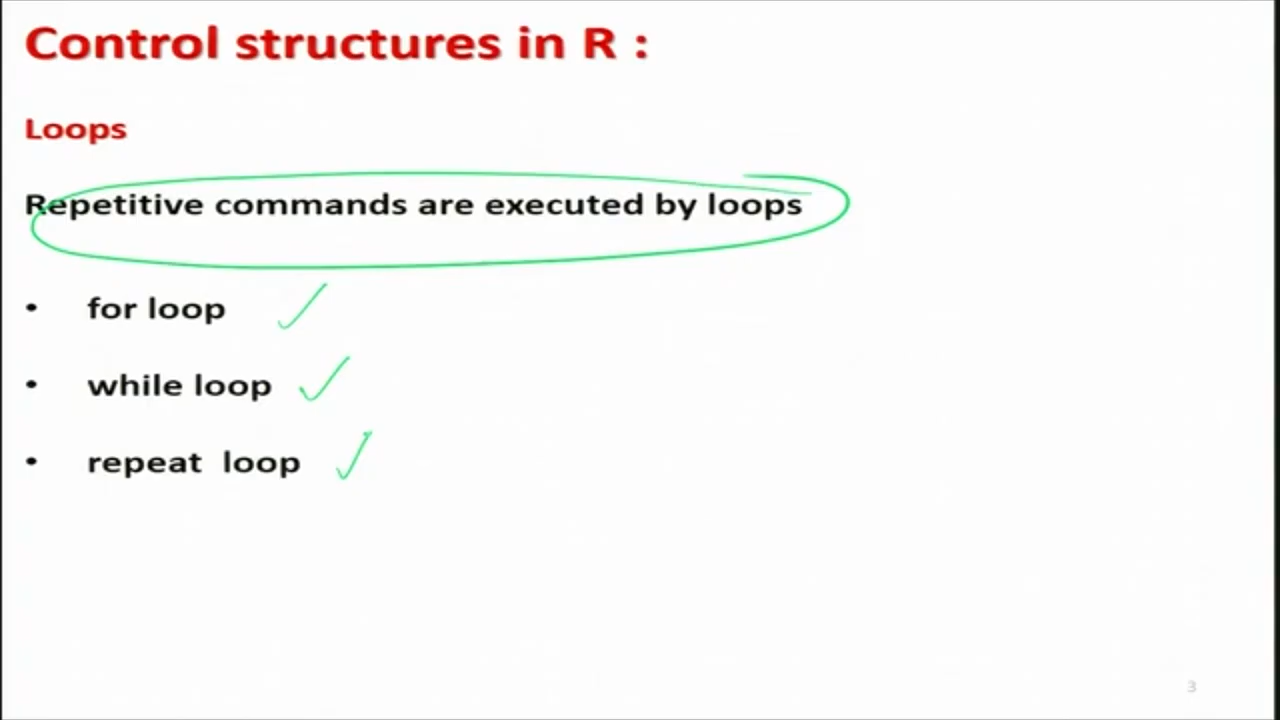 Control structures in R :
Loops
Repetitive commands are executed by loops
• for loop
• while loop
• repeat loop
3